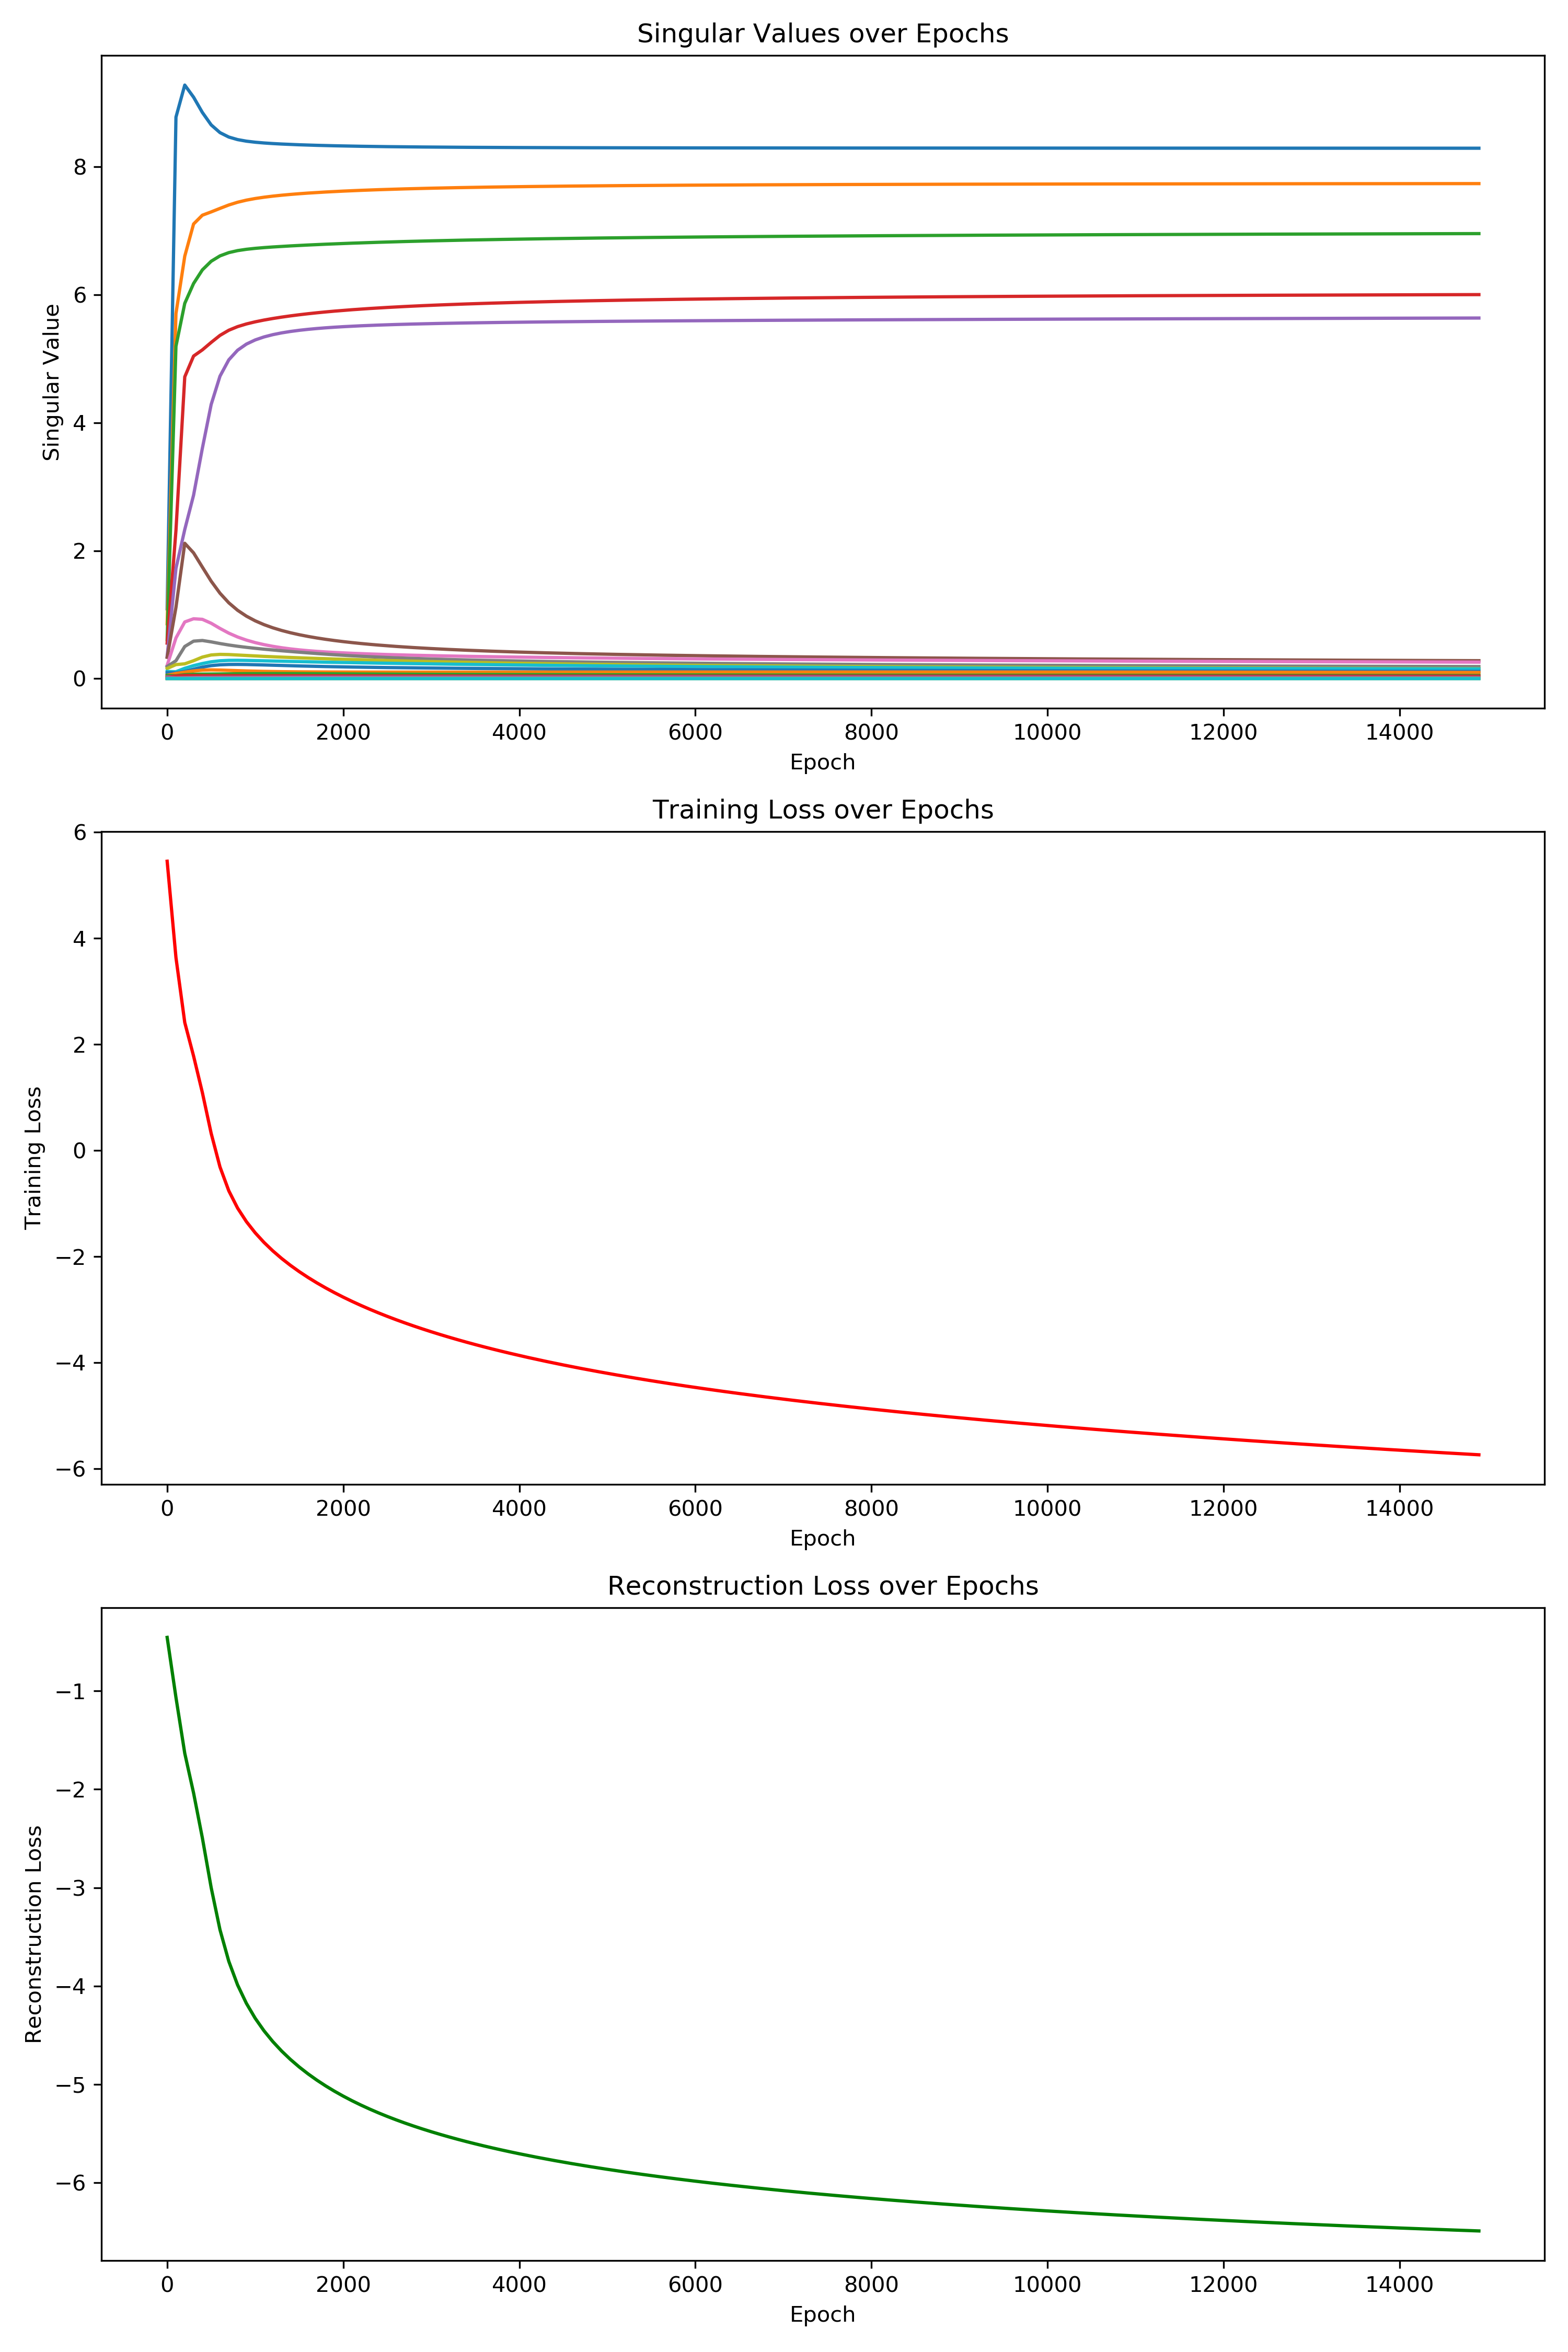 Singular Values over Epochs
8
6
4
2
0
Singular Value
0 2000 4000 6000 8000 10000 12000 14000
Epoch
Training Loss over Epochs
6
4
2
0
−2
−4
−6
Training Loss
0 2000 4000 6000 8000 10000 12000 14000
Epoch
Reconstruction Loss over Epochs
−1
−2
−3
−4
−5
−6
Reconstruction Loss
0 2000 4000 6000 8000 10000 12000 14000
Epoch